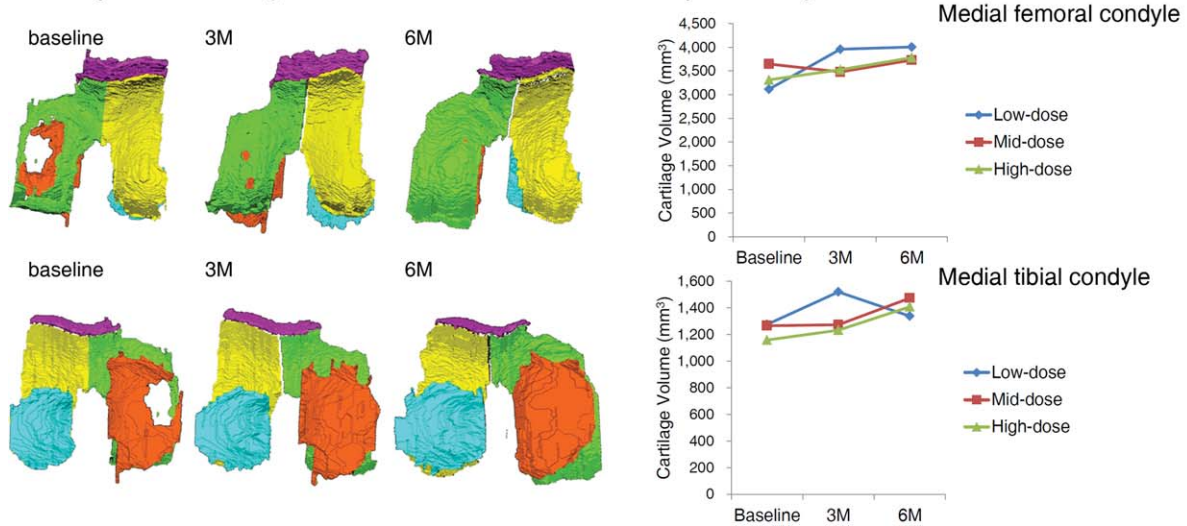 baseline
3M
6M
baseline
3M
6M
Medial femoral condyle
Cartilage Volume (mm³)
4,500
4,000
3,500
3,000
2,500
2,000
1,500
1,000
500
0
Baseline
3M
6M
Low-dose
Mid-dose
High-dose
Medial tibial condyle
Cartilage Volume (mm³)
1,600
1,400
1,200
1,000
800
600
400
200
0
Baseline
3M
6M
Low-dose
Mid-dose
High-dose